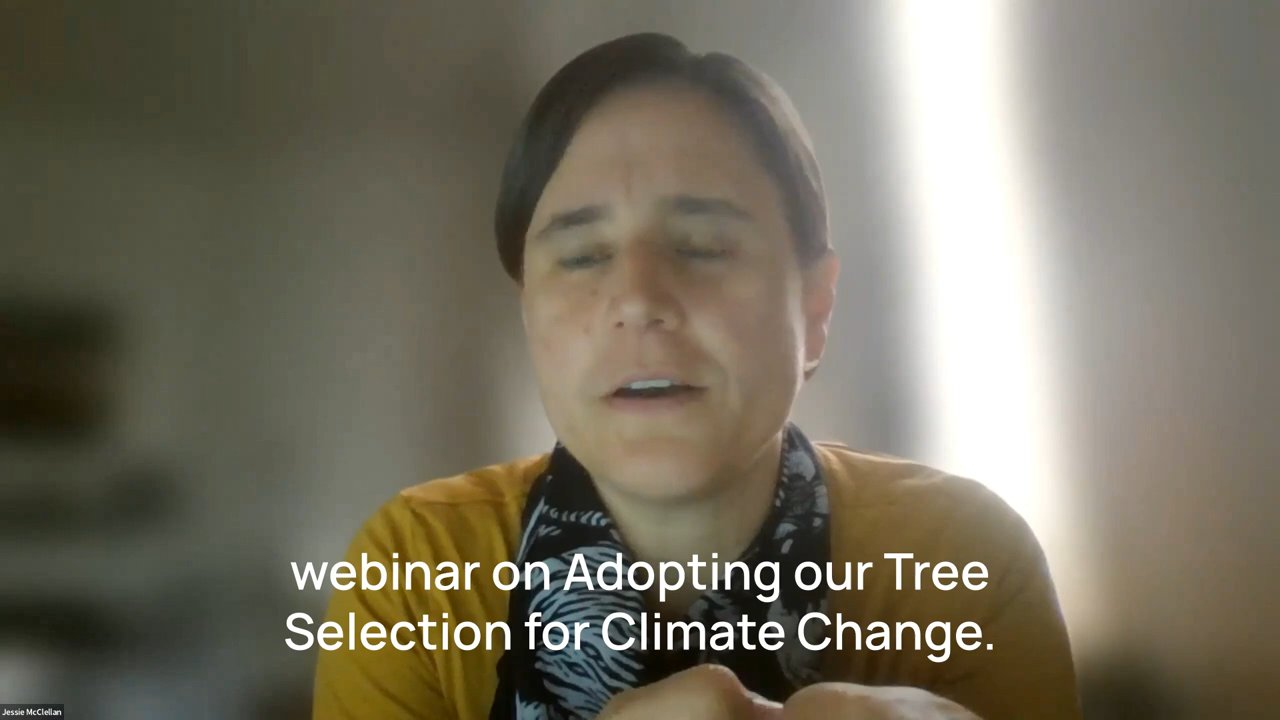 webinar on Adopting our Tree
Selection for Climate Change.
Jessie McClellan